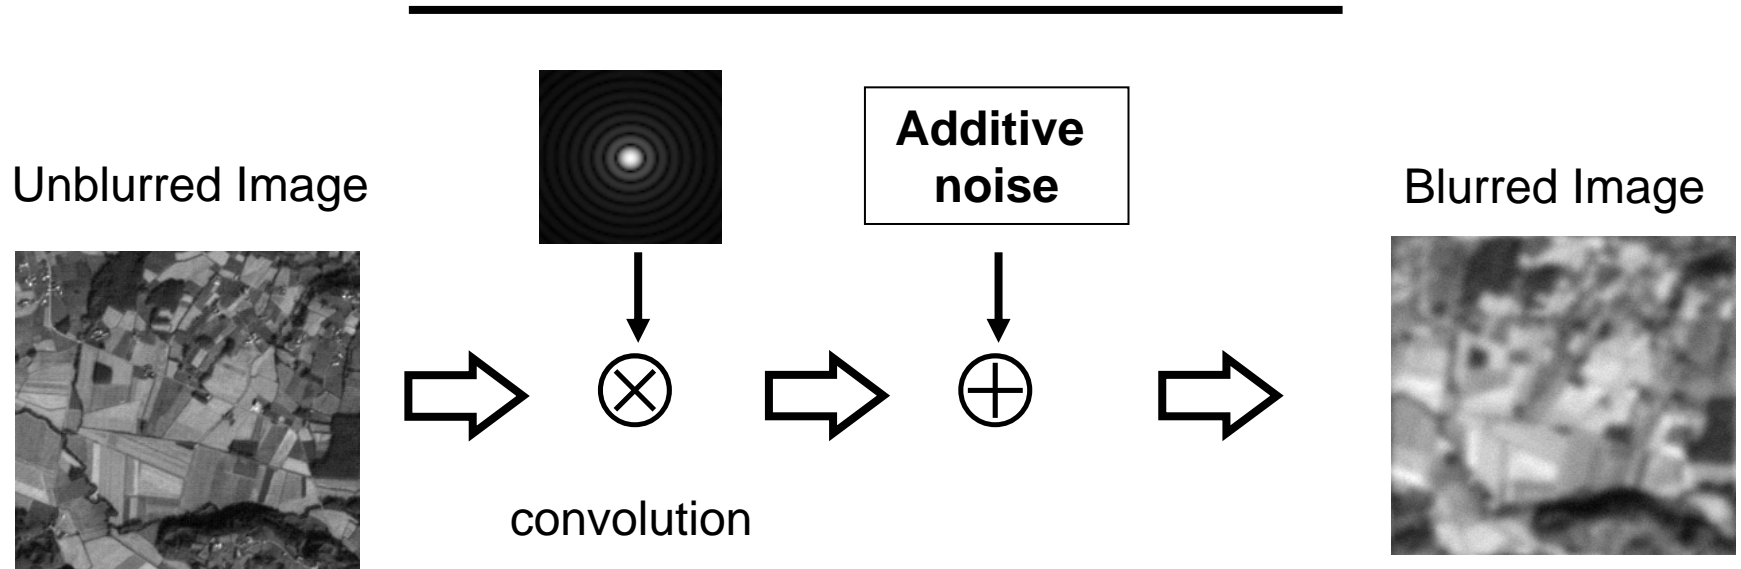 Unblurred Image
Additive
noise
Blurred Image
convolution